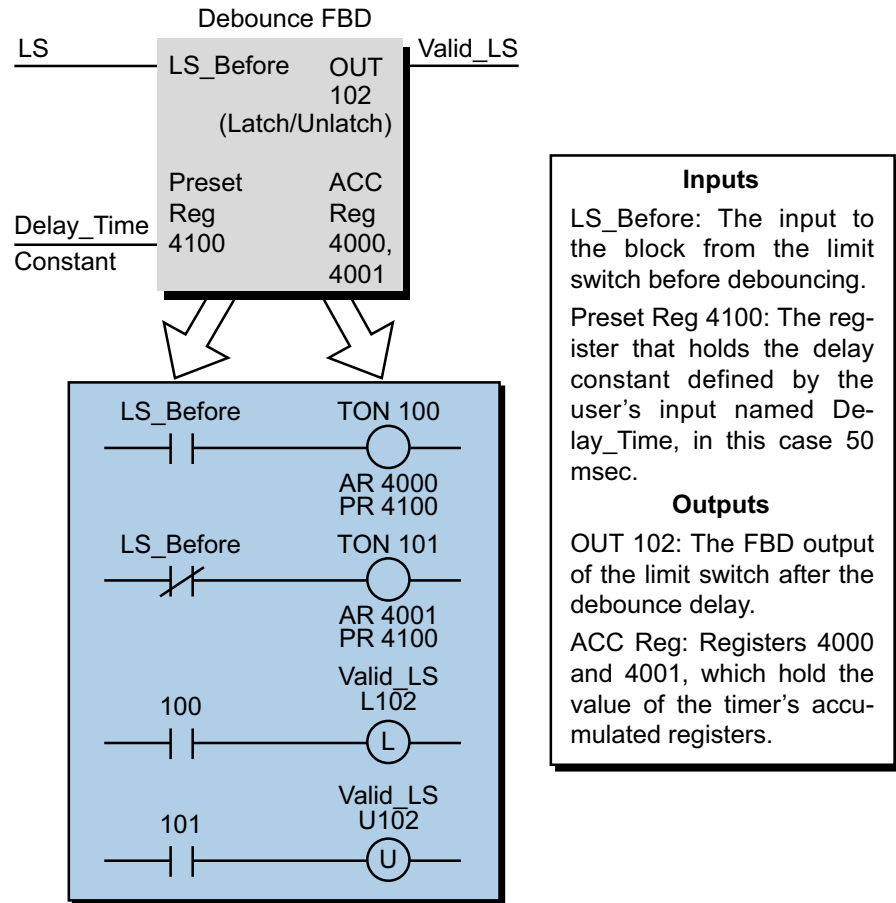 Debounce FBD
LS
Valid_LS
LS_Before
OUT
102
(Latch/Unlatch)
Preset
Reg
4100
ACC
Reg
4000,
4001
Delay_Time
Constant
LS_Before
TON 100
AR 4000
PR 4100
LS_Before
TON 101
AR 4001
PR 4100
100
Valid_LS
L102
L
101
Valid_LS
U102
U
Inputs
LS_Before: The input to
the block from the limit
switch before debouncing.
Preset Reg 4100: The reg-
ister that holds the delay
constant defined by the
user's input named De-
lay_Time, in this case 50
msec.
Outputs
OUT 102: The FBD output
of the limit switch after the
debounce delay.
ACC Reg: Registers 4000
and 4001, which hold the
value of the timer's accu-
mulated registers.